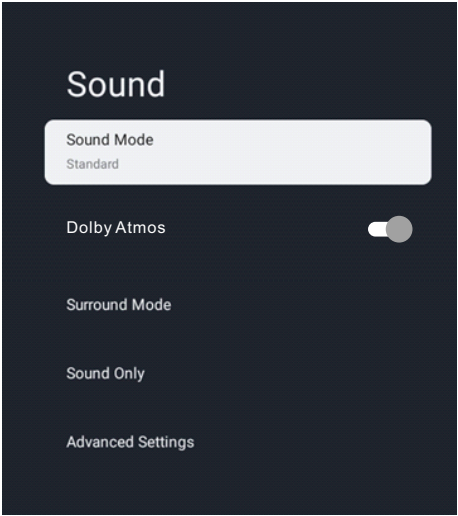 Sound
Sound Mode
Standard
Dolby Atmos
Surround Mode
Sound Only
Advanced Settings